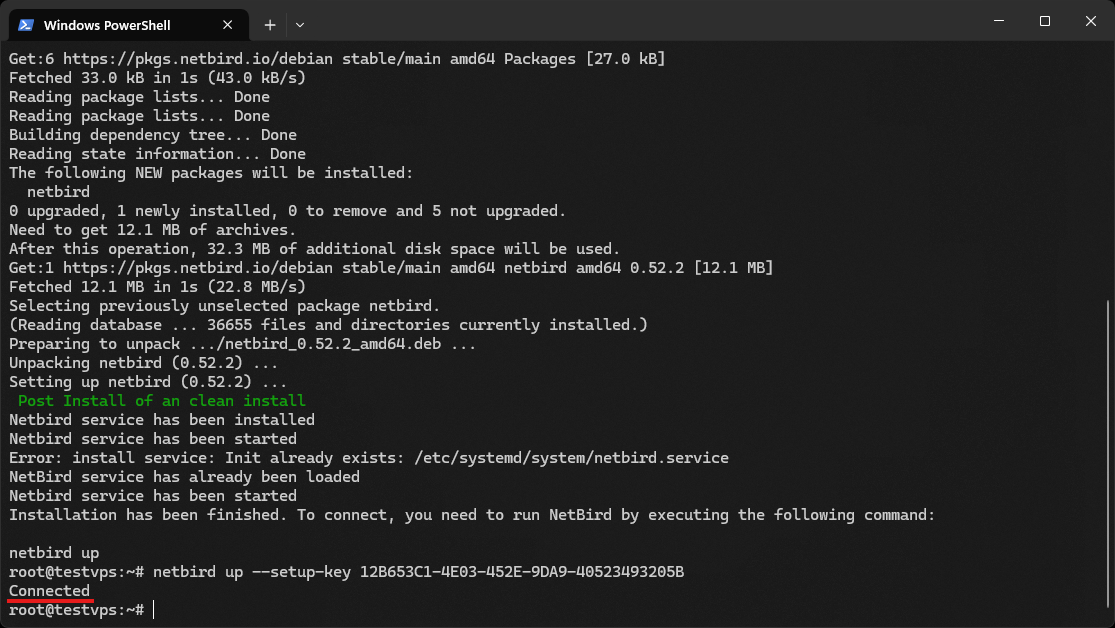 Windows PowerShell
Get:6 https://pkgs.netbird.io/debian stable/main amd64 Packages [27.0 kB]
Fetched 33.0 kB in 1s (43.0 kB/s)
Reading package lists... Done
Reading package lists... Done
Building dependency tree... Done
Reading state information... Done
The following NEW packages will be installed:
  netbird
0 upgraded, 1 newly installed, 0 to remove and 5 not upgraded.
Need to get 12.1 MB of archives.
After this operation, 32.3 MB of additional disk space will be used.
Get:1 https://pkgs.netbird.io/debian stable/main amd64 netbird amd64 0.52.2 [12.1 MB]
Fetched 12.1 MB in 1s (22.8 MB/s)
Selecting previously unselected package netbird.
(Reading database ... 36655 files and directories currently installed.)
Preparing to unpack .../netbird_0.52.2_amd64.deb ...
Unpacking netbird (0.52.2) ...
Setting up netbird (0.52.2) ...
 Post Install of an clean install
Netbird service has been installed
Netbird service has been started
Error: install service: Init already exists: /etc/systemd/system/netbird.service
NetBird service has already been loaded
Netbird service has been started
Installation has been finished. To connect, you need to run NetBird by executing the following command:

netbird up
root@testvps:~# netbird up --setup-key 12B653C1-4E03-452E-9DA9-40523493205B
Connected
root@testvps:~#